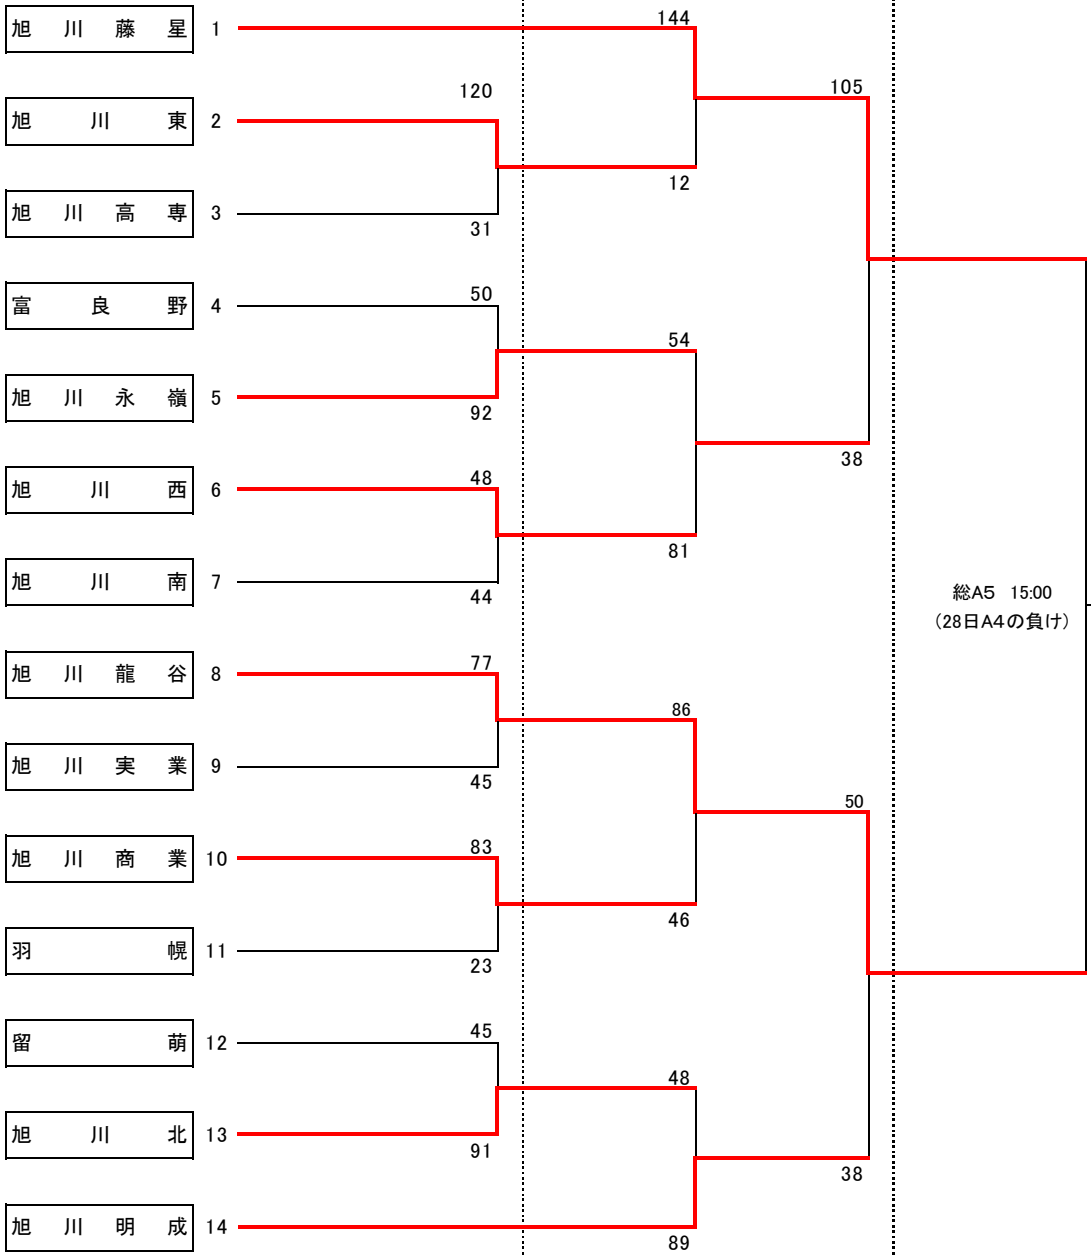 旭川藤星 1
144
105
120
旭川東 2
12
旭川高専 3
31
富良野 4
50
54
旭川永嶺 5
92
38
旭川西 6
48
81
旭川南 7
44
総A5 15:00
（28日A4の負け）
旭川龍谷 8
77
86
旭川実業 9
45
50
旭川商業 10
83
46
羽幌 11
23
留萌 12
45
48
旭川北 13
91
38
旭川明成 14
89